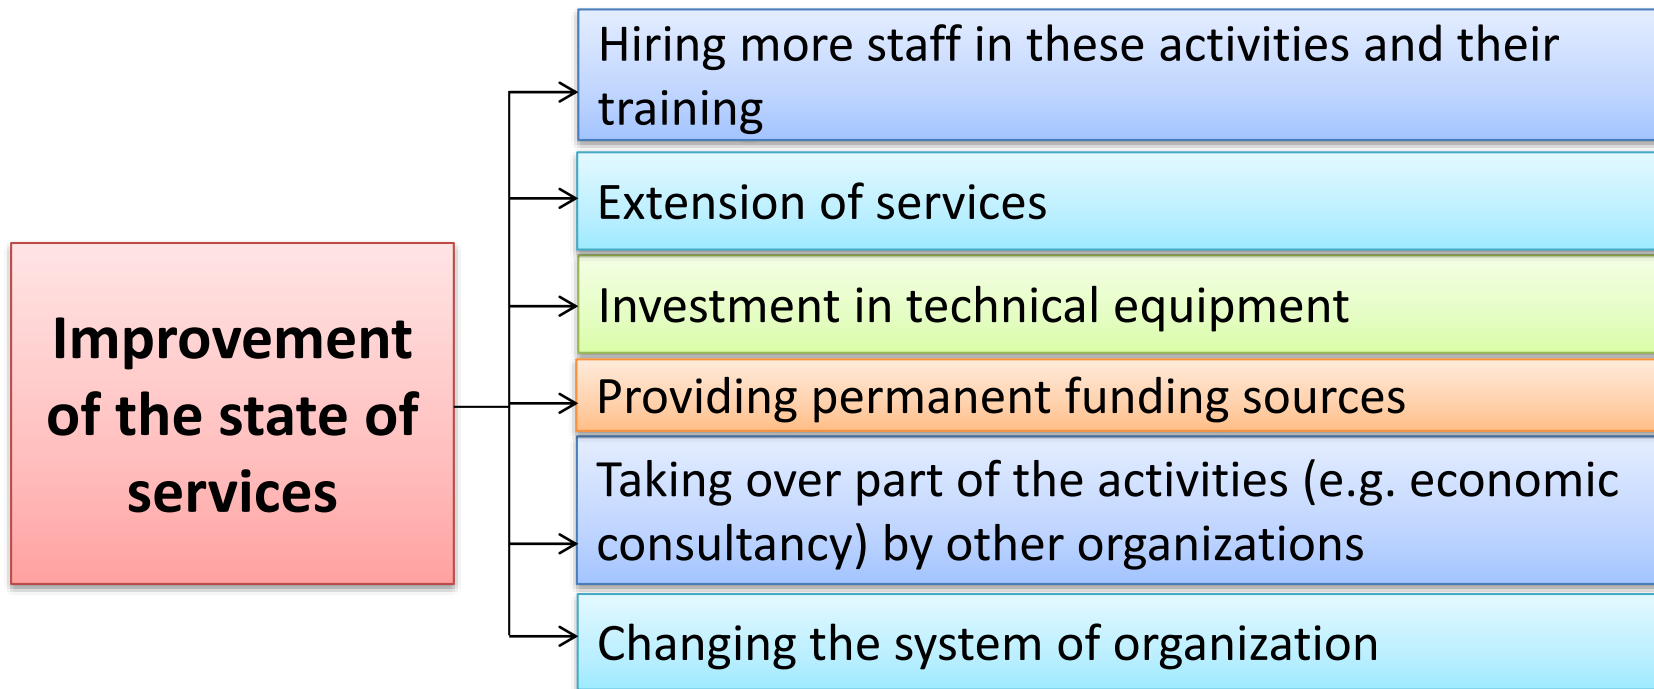 Improvement
of the state of
services
Hiring more staff in these activities and their
training
Extension of services
Investment in technical equipment
Providing permanent funding sources
Taking over part of the activities (e.g. economic
consultancy) by other organizations
Changing the system of organization